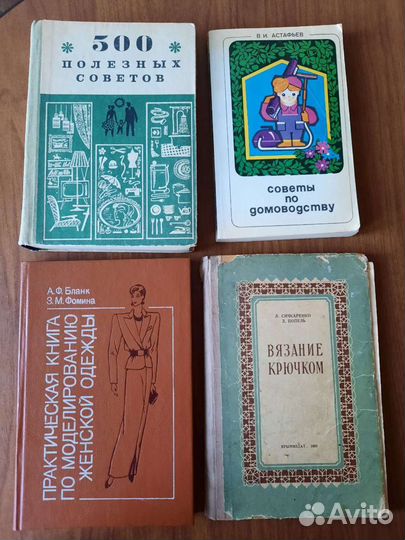 500
ПОЛЕЗНЫХ
СОВЕТОВ
В. И. АСТАФЬЕВ
советы
по
домоводству
А.Ф. Бланк
З.М. Фомина
ПРАКТИЧЕСКАЯ КНИГА
ПО МОДЕЛИРОВАНИЮ
ЖЕНСКОЙ ОДЕЖДЫ
ВЯЗАНИЕ
КРЮЧКОМ
Avito